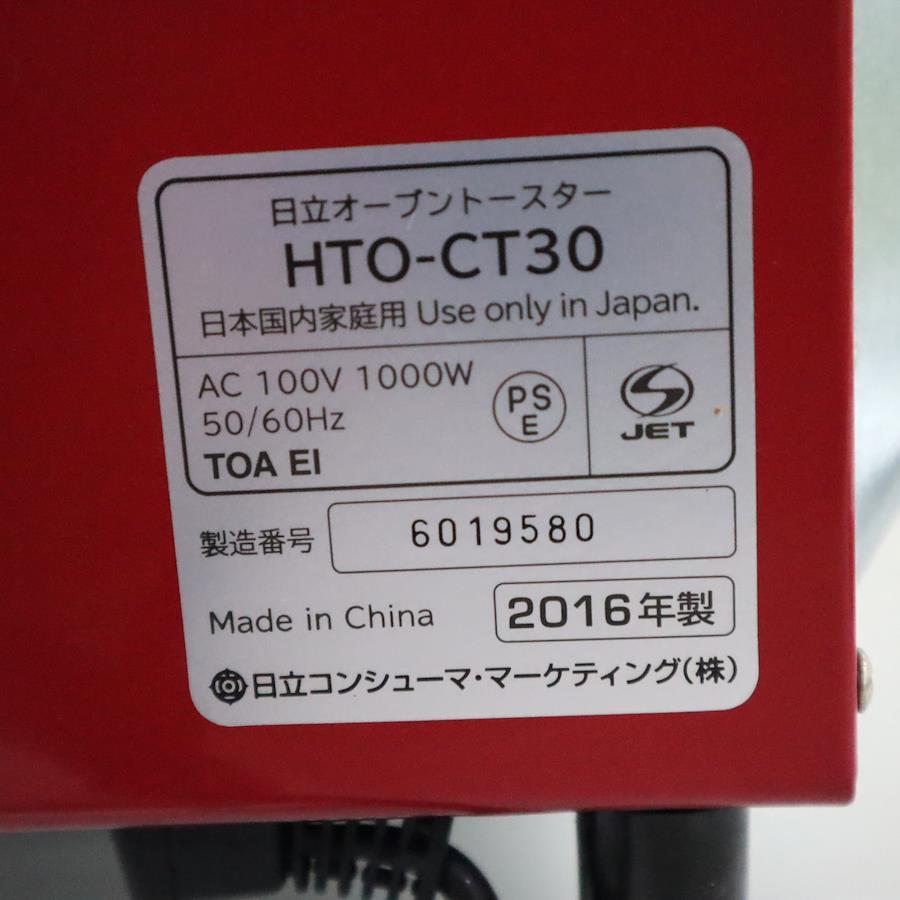 日立オーブントースター
HTO-CT30
日本国内家庭用 Use only in Japan.
AC 100V 1000W
50/60Hz
TOA EI
PS
E
JET
製造番号 6019580
Made in China 2016年製
日立コンシューマ・マーケティング(株)